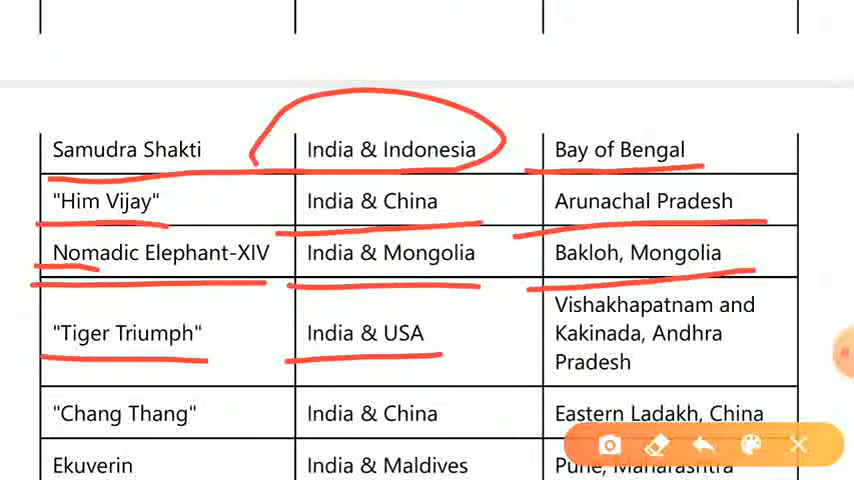 Samudra Shakti India & Indonesia Bay of Bengal
"Him Vijay" India & China Arunachal Pradesh
Nomadic Elephant-XIV India & Mongolia Bakloh, Mongolia
"Tiger Triumph" India & USA Vishakhapatnam and
Kakinada, Andhra
Pradesh
"Chang Thang" India & China Eastern Ladakh, China
Ekuverin India & Maldives Pune, Maharashtra